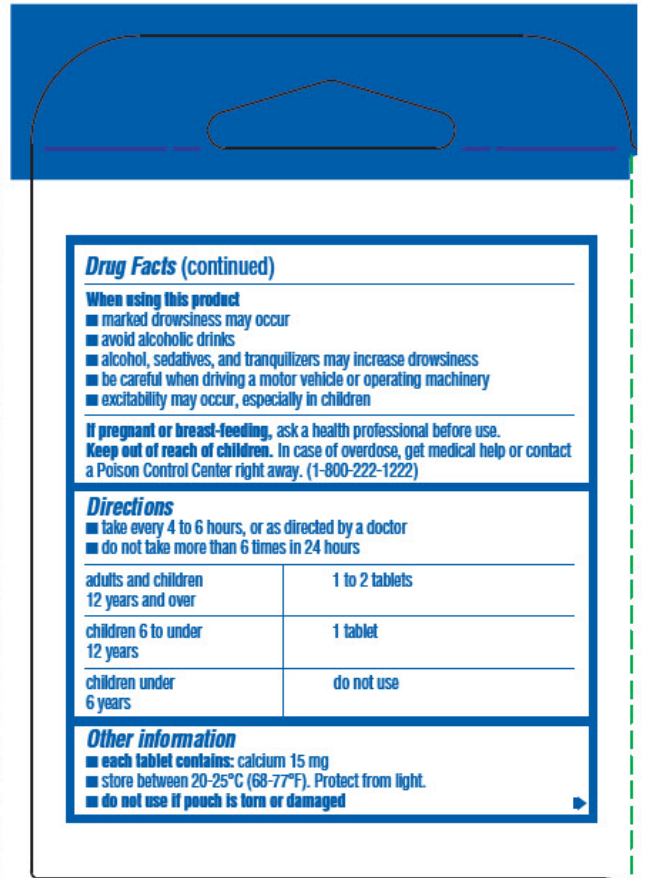 Drug Facts (continued)
When using this product
■ marked drowsiness may occur
■ avoid alcoholic drinks
■ alcohol, sedatives, and tranquilizers may increase drowsiness
■ be careful when driving a motor vehicle or operating machinery
■ excitability may occur, especially in children
If pregnant or breast-feeding, ask a health professional before use.
Keep out of reach of children. In case of overdose, get medical help or contact
a Poison Control Center right away. (1-800-222-1222)
Directions
■ take every 4 to 6 hours, or as directed by a doctor
■ do not take more than 6 times in 24 hours
adults and children 1 to 2 tablets
12 years and over
children 6 to under 1 tablet
12 years
children under do not use
6 years
Other information
■ each tablet contains: calcium 15 mg
■ store between 20-25°C (68-77°F). Protect from light.
■ do not use if pouch is torn or damaged